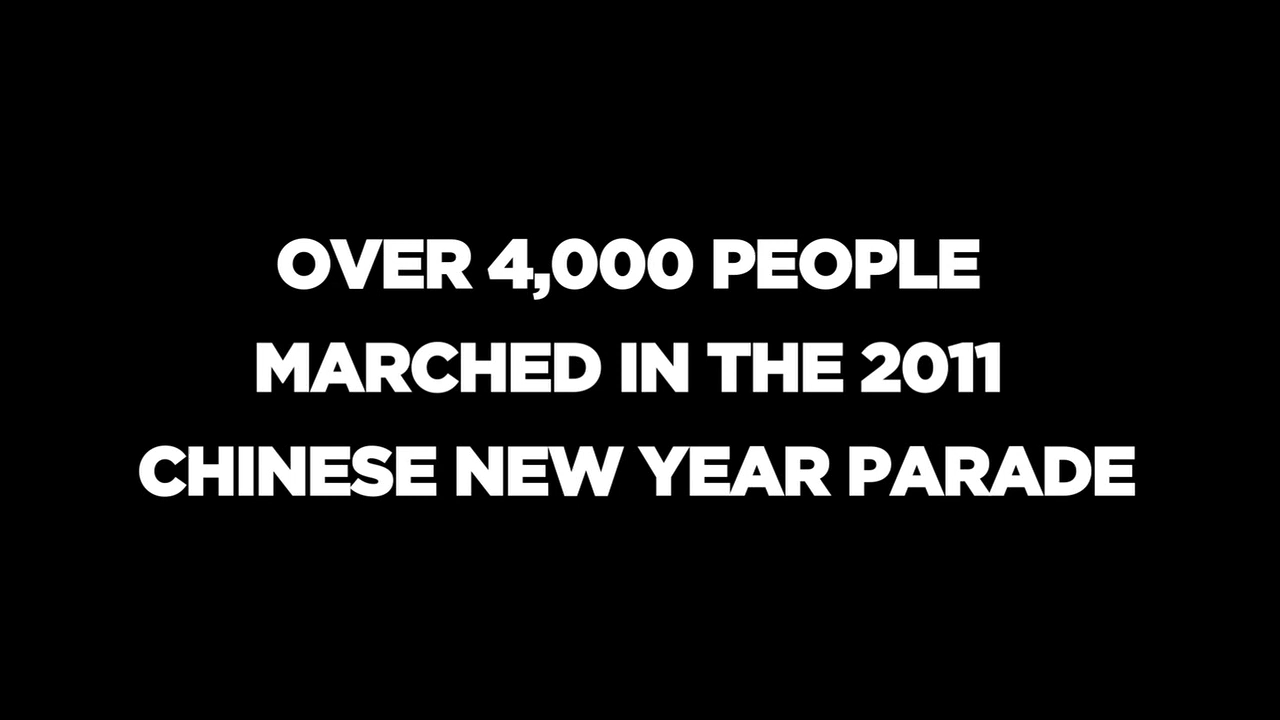 OVER 4,000 PEOPLE
MARCHED IN THE 2011
CHINESE NEW YEAR PARADE